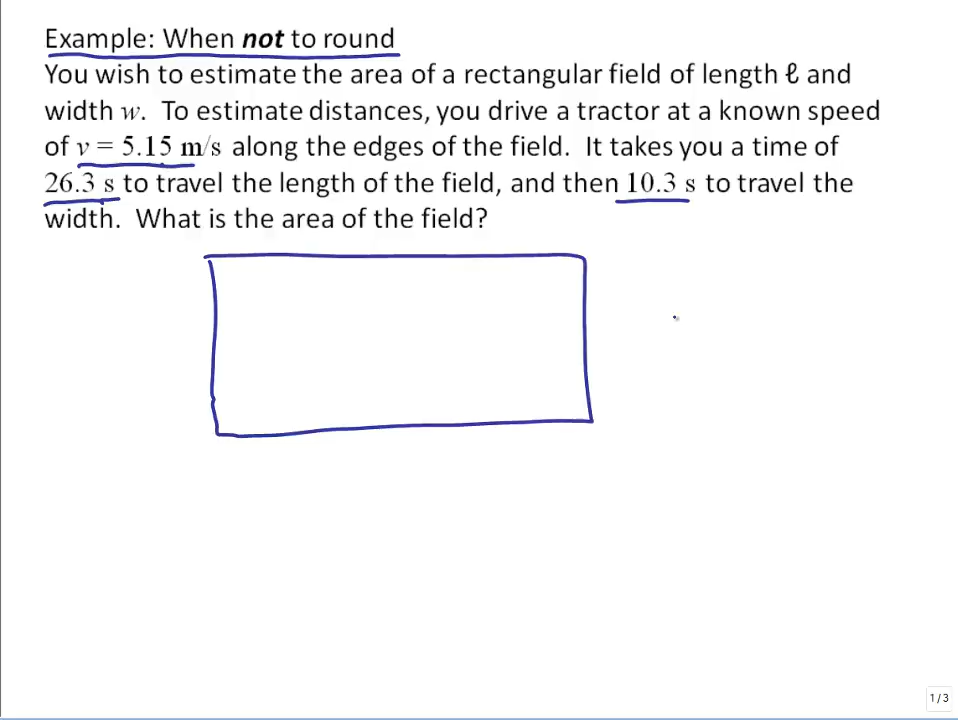 Example: When not to round
You wish to estimate the area of a rectangular field of length ℓ and
width w. To estimate distances, you drive a tractor at a known speed
of v = 5.15 m/s along the edges of the field. It takes you a time of
26.3 s to travel the length of the field, and then 10.3 s to travel the
width. What is the area of the field?
1/3